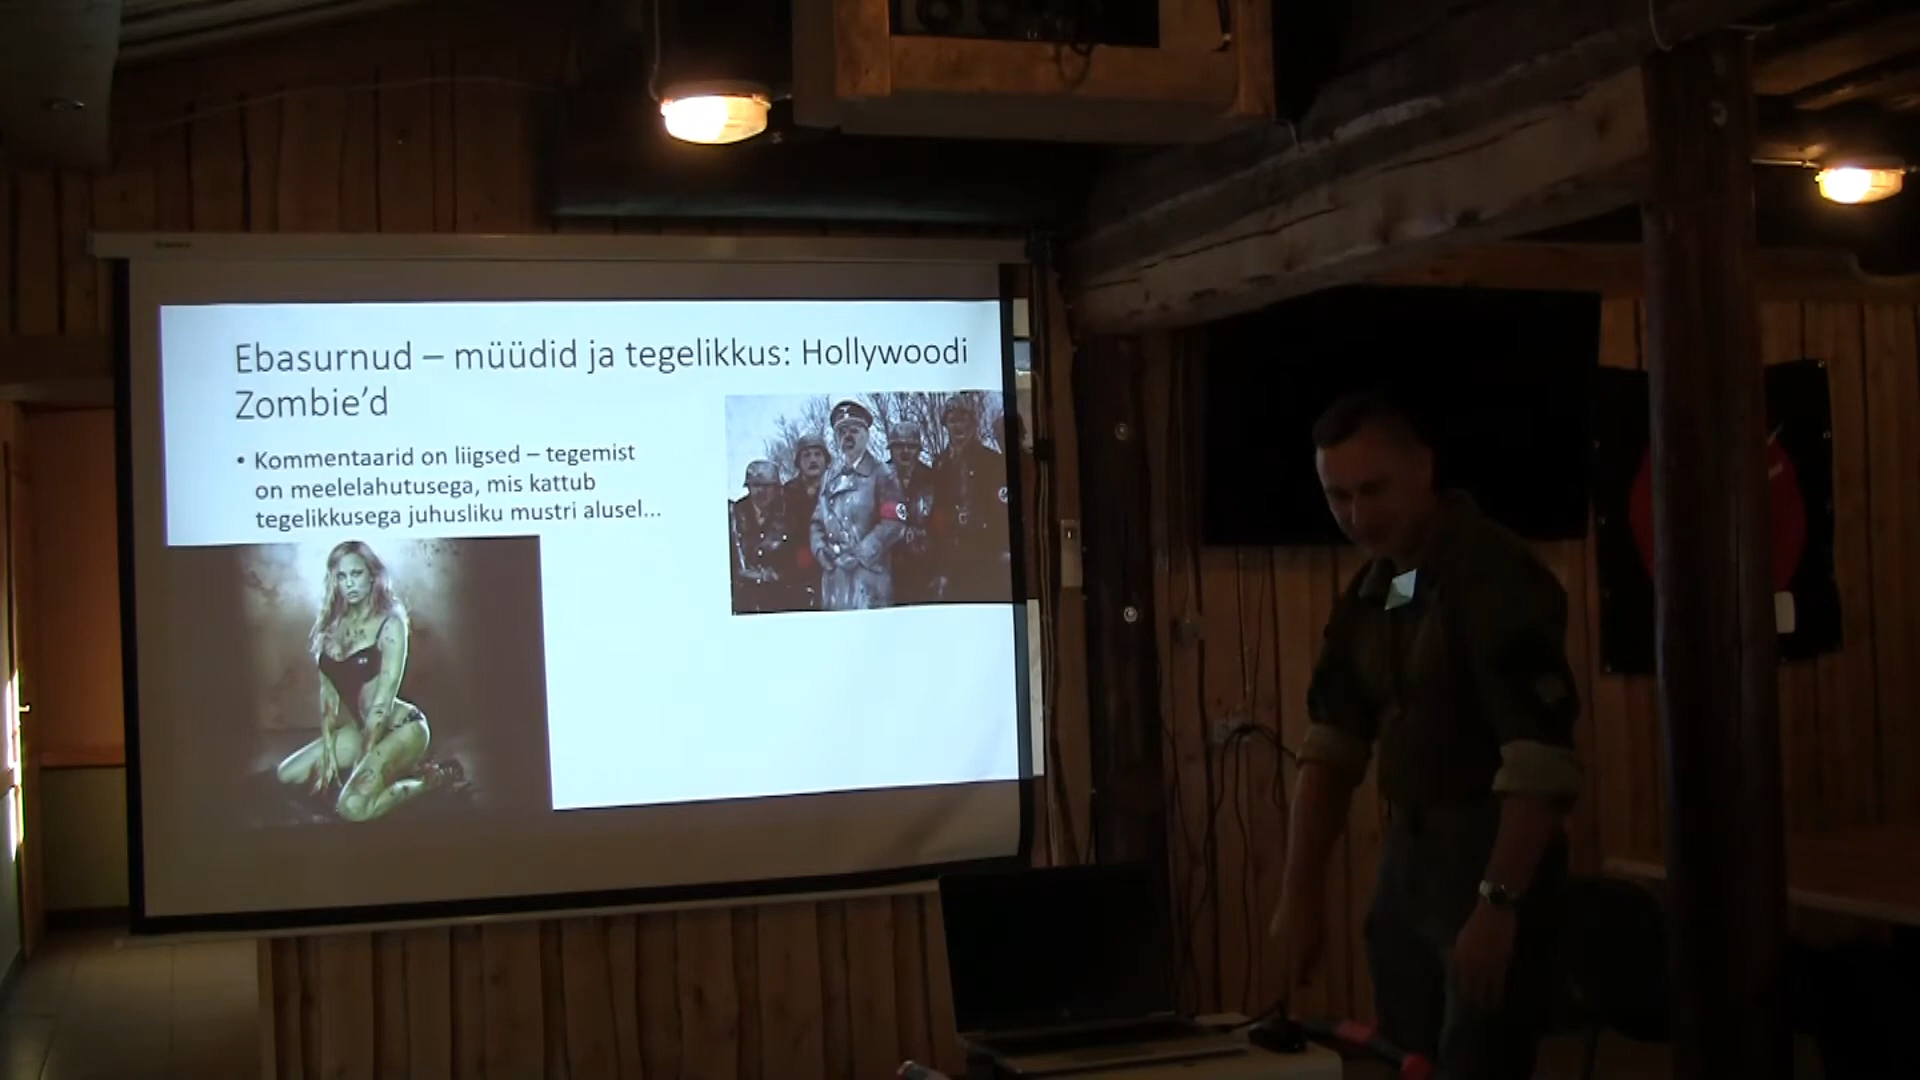 Ebasurnud – müüdid ja tegelikkus: Hollywoodi
Zombie’d
• Kommentaarid on liigsed – tegemist
on meelelahutusega, mis kattub
tegelikkusega juhusliku mustri alusel...